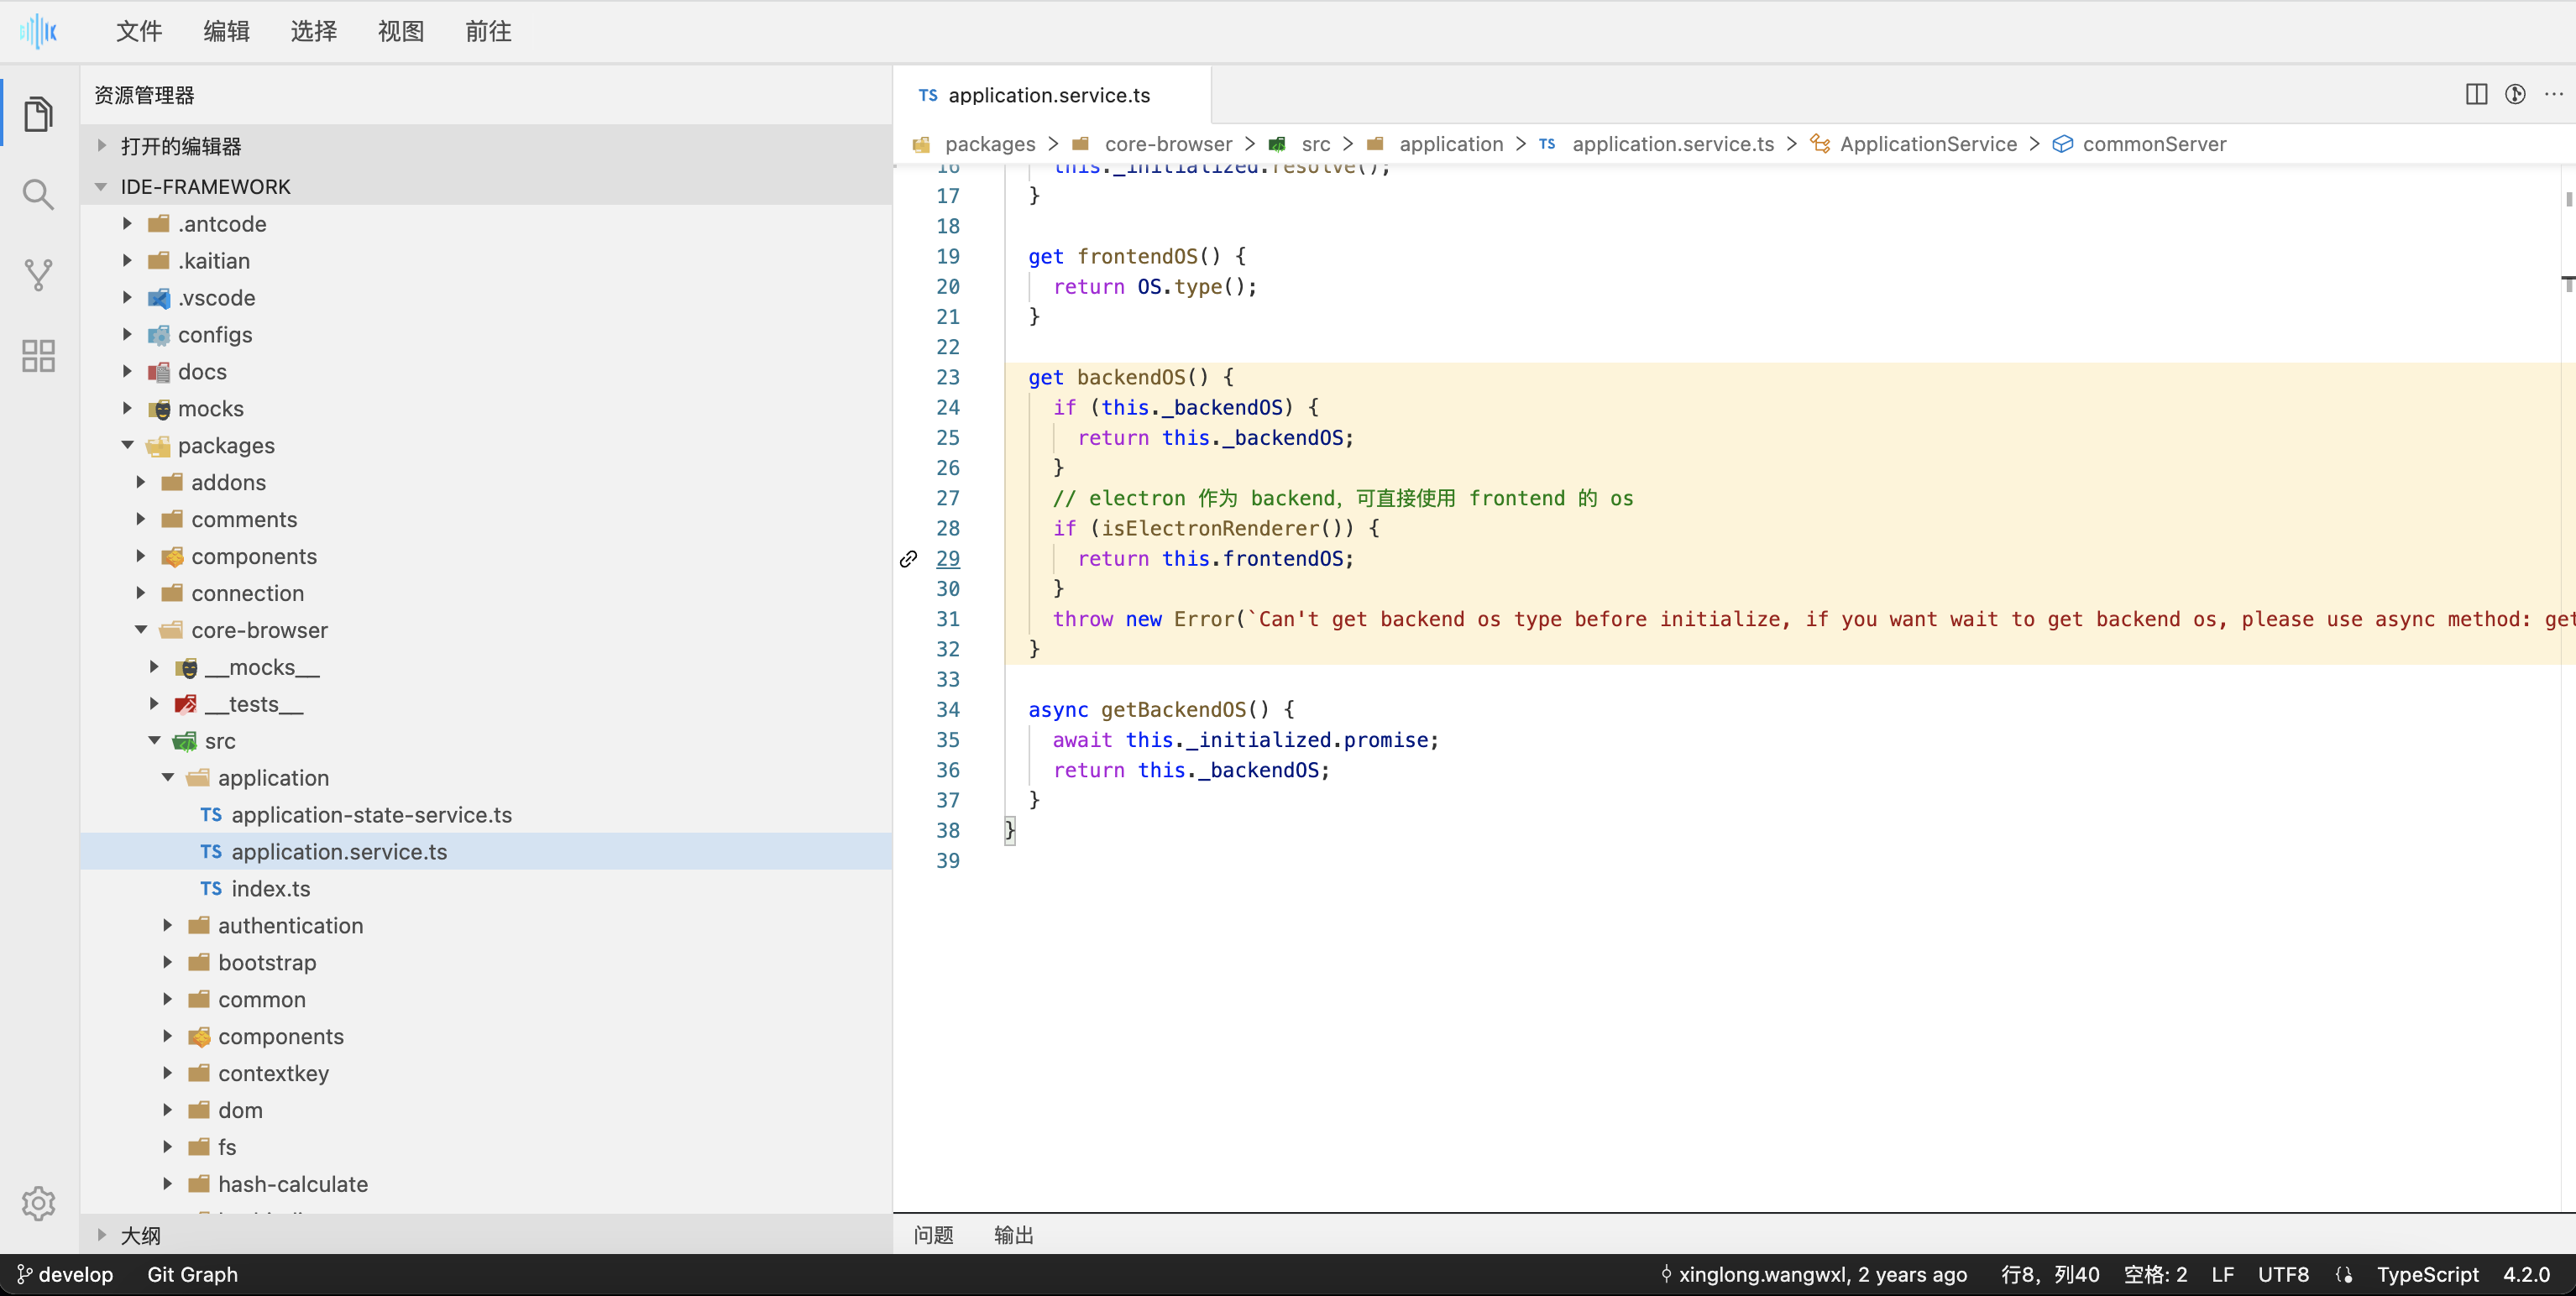 文件 编辑 选择 视图 前往
资源管理器
打开的编辑器
IDE-FRAMEWORK
.antcode
.kaitian
.vscode
configs
docs
mocks
packages
addons
comments
components
connection
core-browser
__mocks__
__tests__
src
application
TS application-state-service.ts
TS application.service.ts
TS index.ts
authentication
bootstrap
common
components
contextkey
dom
fs
hash-calculate
大纲
TS application.service.ts
packages > core-browser > src > application > TS application.service.ts > ApplicationService > commonServer
16 this._initialized.resolve();
17 }
18
19 get frontendOS() {
20 return OS.type();
21 }
22
23 get backendOS() {
24 if (this._backendOS) {
25 return this._backendOS;
26 }
27 // electron 作为 backend，可直接使用 frontend 的 os
28 if (isElectronRenderer()) {
29 return this.frontendOS;
30 }
31 throw new Error(`Can't get backend os type before initialize, if you want wait to get backend os, please use async method: get
32 }
33
34 async getBackendOS() {
35 await this._initialized.promise;
36 return this._backendOS;
37 }
38 }
39
问题 输出
develop Git Graph xinglong.wangwxl, 2 years ago 行8，列40 空格: 2 LF UTF8 TypeScript 4.2.0